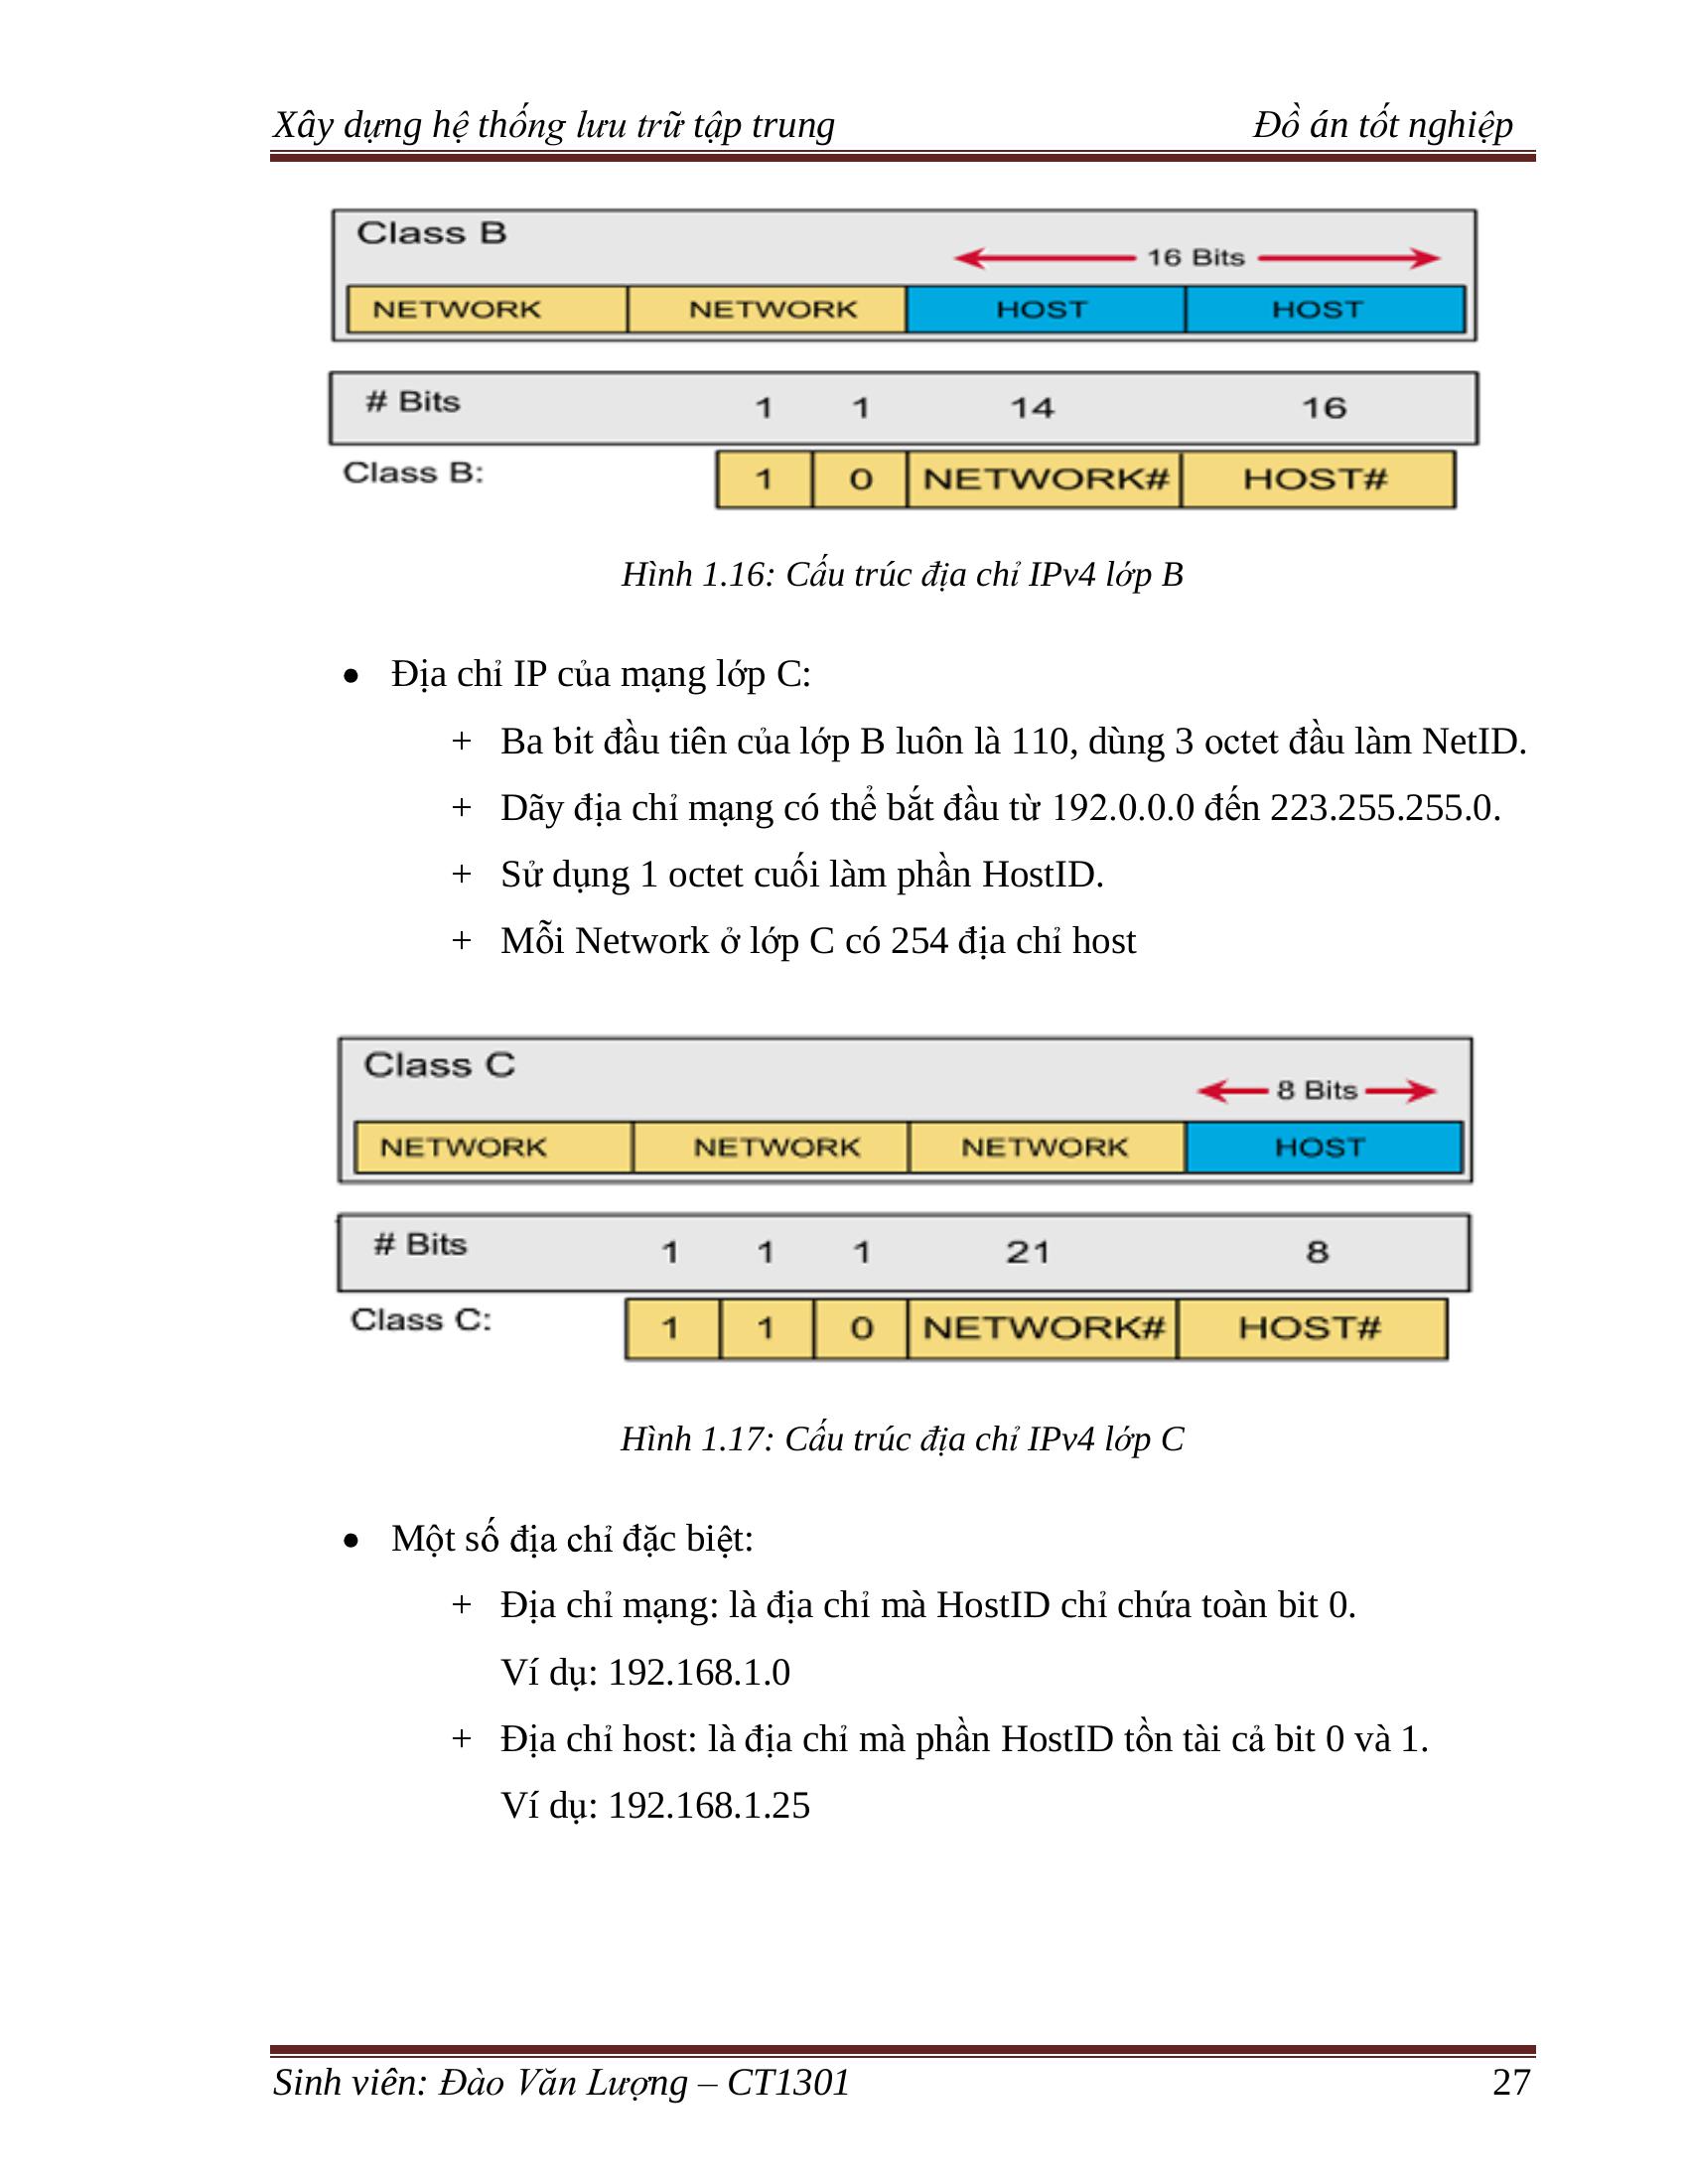 Xây dựng hệ thống lưu trữ tập trung Đồ án tốt nghiệp
Class B
16 Bits
NETWORK NETWORK HOST HOST
# Bits 1 1 14 16
Class B: 1 0 NETWORK# HOST#
Hình 1.16: Cấu trúc địa chỉ IPv4 lớp B
• Địa chỉ IP của mạng lớp C:
+ Ba bit đầu tiên của lớp B luôn là 110, dùng 3 octet đầu làm NetID.
+ Dãy địa chỉ mạng có thể bắt đầu từ 192.0.0.0 đến 223.255.255.0.
+ Sử dụng 1 octet cuối làm phần HostID.
+ Mỗi Network ở lớp C có 254 địa chỉ host
Class C
8 Bits
NETWORK NETWORK NETWORK HOST
# Bits 1 1 1 21 8
Class C: 1 1 0 NETWORK# HOST#
Hình 1.17: Cấu trúc địa chỉ IPv4 lớp C
• Một số địa chỉ đặc biệt:
+ Địa chỉ mạng: là địa chỉ mà HostID chỉ chứa toàn bit 0.
Ví dụ: 192.168.1.0
+ Địa chỉ host: là địa chỉ mà phần HostID tồn tài cả bit 0 và 1.
Ví dụ: 192.168.1.25
Sinh viên: Đào Văn Lượng – CT1301 27